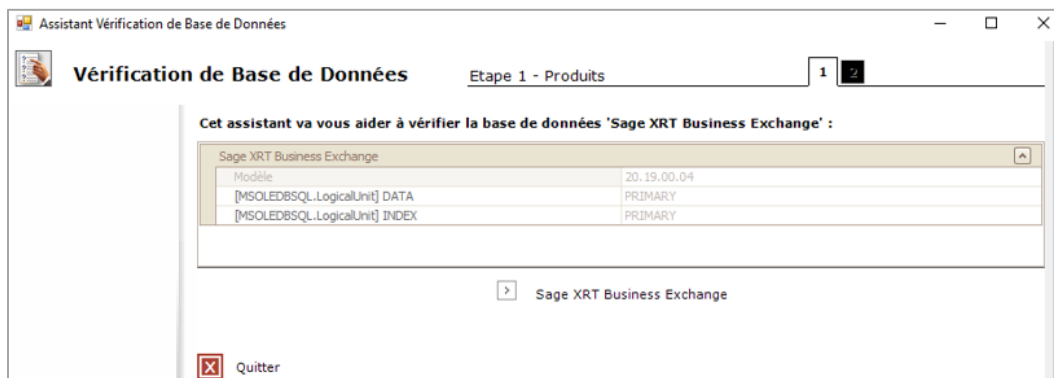 Assistant Vérification de Base de Données
Vérification de Base de Données Etape 1 - Produits 1 2
Cet assistant va vous aider à vérifier la base de données 'Sage XRT Business Exchange' :
Sage XRT Business Exchange
Modèle 20.19.00.04
[MSOLEDBSQL.LogicalUnit] DATA PRIMARY
[MSOLEDBSQL.LogicalUnit] INDEX PRIMARY
Sage XRT Business Exchange
Quitter